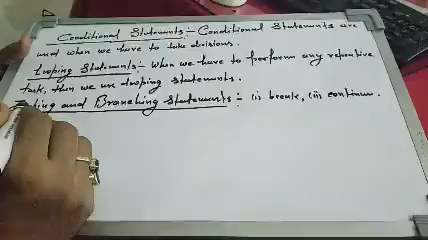 Conditional Statements :- Conditional Statements are
used when we have to take decisions.
Looping Statements :- When we have to perform any repeative
task, then we use looping statements.
and Branching Statements :- (i) break, (ii) continue.